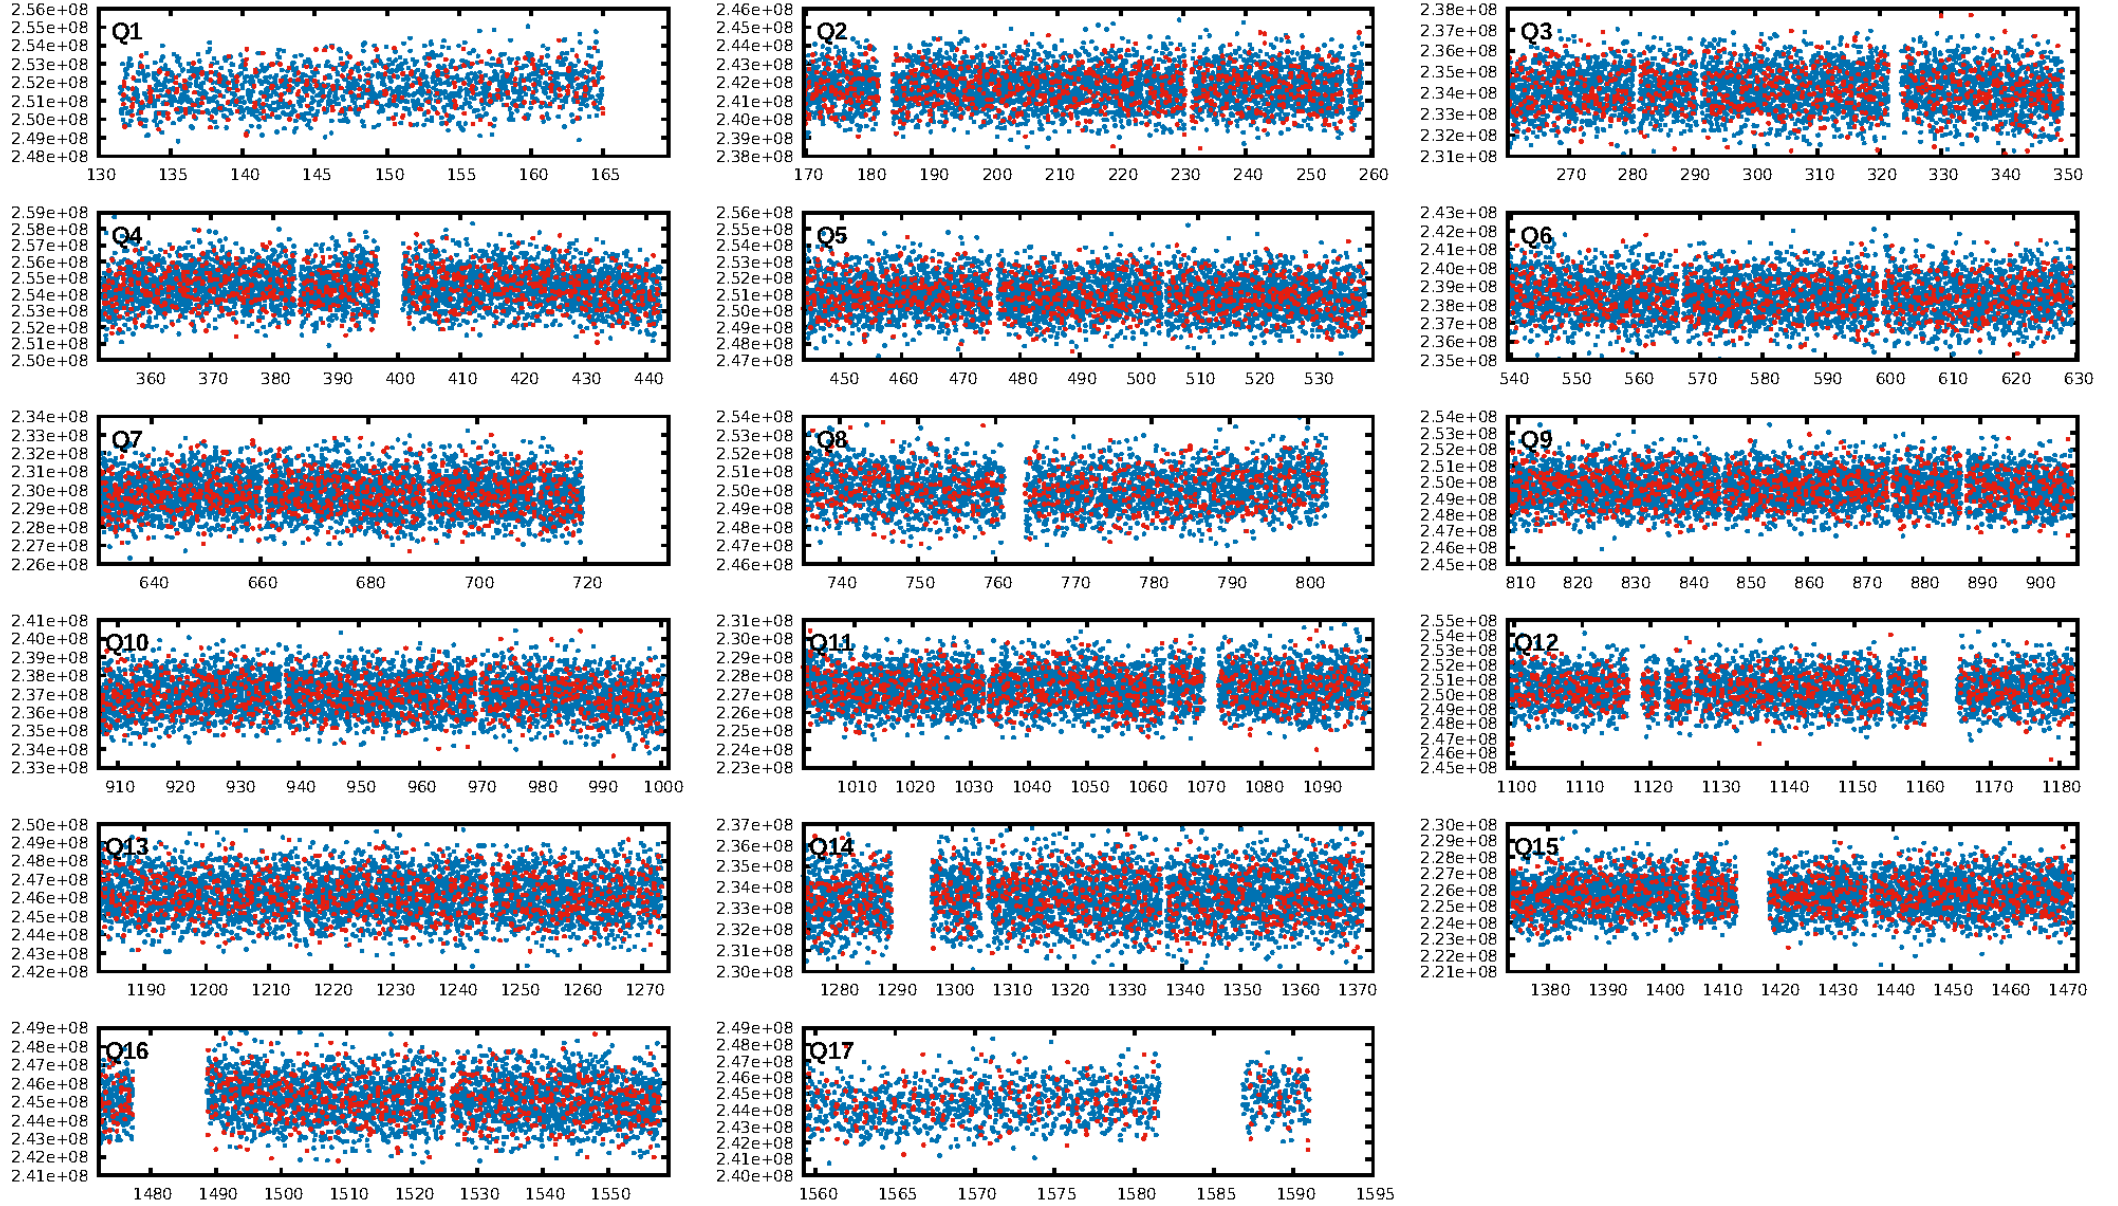 2.56e+08
2.55e+08
2.54e+08
2.53e+08
2.52e+08
2.51e+08
2.50e+08
2.49e+08
2.48e+08
Q1
130 135 140 145 150 155 160 165
2.46e+08
2.45e+08
2.44e+08
2.43e+08
2.42e+08
2.41e+08
2.40e+08
2.39e+08
2.38e+08
Q2
170 180 190 200 210 220 230 240 250 260
2.38e+08
2.37e+08
2.36e+08
2.35e+08
2.34e+08
2.33e+08
2.32e+08
2.31e+08
Q3
270 280 290 300 310 320 330 340 350
2.59e+08
2.58e+08
2.57e+08
2.56e+08
2.55e+08
2.54e+08
2.53e+08
2.52e+08
2.51e+08
2.50e+08
Q4
360 370 380 390 400 410 420 430 440
2.56e+08
2.55e+08
2.54e+08
2.53e+08
2.52e+08
2.51e+08
2.50e+08
2.49e+08
2.48e+08
2.47e+08
Q5
450 460 470 480 490 500 510 520 530
2.43e+08
2.42e+08
2.41e+08
2.40e+08
2.39e+08
2.38e+08
2.37e+08
2.36e+08
2.35e+08
Q6
540 550 560 570 580 590 600 610 620 630
2.34e+08
2.33e+08
2.32e+08
2.31e+08
2.30e+08
2.29e+08
2.28e+08
2.27e+08
2.26e+08
Q7
640 660 680 700 720
2.54e+08
2.53e+08
2.52e+08
2.51e+08
2.50e+08
2.49e+08
2.48e+08
2.47e+08
2.46e+08
Q8
740 750 760 770 780 790 800
2.54e+08
2.53e+08
2.52e+08
2.51e+08
2.50e+08
2.49e+08
2.48e+08
2.47e+08
2.46e+08
2.45e+08
Q9
810 820 830 840 850 860 870 880 890 900
2.41e+08
2.40e+08
2.39e+08
2.38e+08
2.37e+08
2.36e+08
2.35e+08
2.34e+08
2.33e+08
Q10
910 920 930 940 950 960 970 980 990 1000
2.31e+08
2.30e+08
2.29e+08
2.28e+08
2.27e+08
2.26e+08
2.25e+08
2.24e+08
2.23e+08
Q11
1010 1020 1030 1040 1050 1060 1070 1080 1090
2.55e+08
2.54e+08
2.53e+08
2.52e+08
2.51e+08
2.50e+08
2.49e+08
2.48e+08
2.47e+08
2.46e+08
2.45e+08
Q12
1100 1110 1120 1130 1140 1150 1160 1170 1180
2.50e+08
2.49e+08
2.48e+08
2.47e+08
2.46e+08
2.45e+08
2.44e+08
2.43e+08
2.42e+08
Q13
1190 1200 1210 1220 1230 1240 1250 1260 1270
2.37e+08
2.36e+08
2.35e+08
2.34e+08
2.33e+08
2.32e+08
2.31e+08
2.30e+08
Q14
1280 1290 1300 1310 1320 1330 1340 1350 1360 1370
2.30e+08
2.29e+08
2.28e+08
2.27e+08
2.26e+08
2.25e+08
2.24e+08
2.23e+08
2.22e+08
2.21e+08
Q15
1380 1390 1400 1410 1420 1430 1440 1450 1460 1470
2.49e+08
2.48e+08
2.47e+08
2.46e+08
2.45e+08
2.44e+08
2.43e+08
2.42e+08
2.41e+08
Q16
1480 1490 1500 1510 1520 1530 1540 1550
2.49e+08
2.48e+08
2.47e+08
2.46e+08
2.45e+08
2.44e+08
2.43e+08
2.42e+08
2.41e+08
2.40e+08
Q17
1560 1565 1570 1575 1580 1585 1590 1595